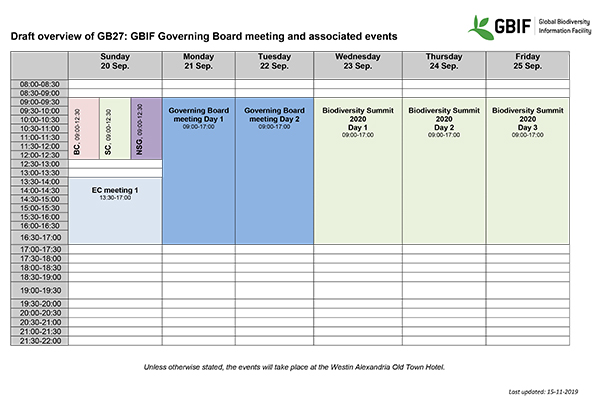 Draft overview of GB27: GBIF Governing Board meeting and associated events
GBIF Global Biodiversity
Information Facility
Sunday Monday Tuesday Wednesday Thursday Friday
20 Sep. 21 Sep. 22 Sep. 23 Sep. 24 Sep. 25 Sep.
08:00-08:30
08:30-09:00
09:00-09:30
09:30-10:00
10:00-10:30
10:30-11:00
11:00-11:30
11:30-12:00
12:00-12:30
12:30-13:00
13:00-13:30
13:30-14:00
14:00-14:30
14:30-15:00
15:00-15:30
15:30-16:00
16:00-16:30
16:30-17:00
17:00-17:30
17:30-18:00
18:00-18:30
18:30-19:00
19:00-19:30
19:30-20:00
20:00-20:30
20:30-21:00
21:00-21:30
21:30-22:00
BC, 09:00-12:30
SC, 09:00-12:30
NSG, 09:00-12:30
EC meeting 1
13:30-17:00
Governing Board
meeting Day 1
09:00-17:00
Governing Board
meeting Day 2
09:00-17:00
Biodiversity Summit
2020
Day 1
09:00-17:00
Biodiversity Summit
2020
Day 2
09:00-17:00
Biodiversity Summit
2020
Day 3
09:00-17:00
Unless otherwise stated, the events will take place at the Westin Alexandria Old Town Hotel.
Last updated: 15-11-2019